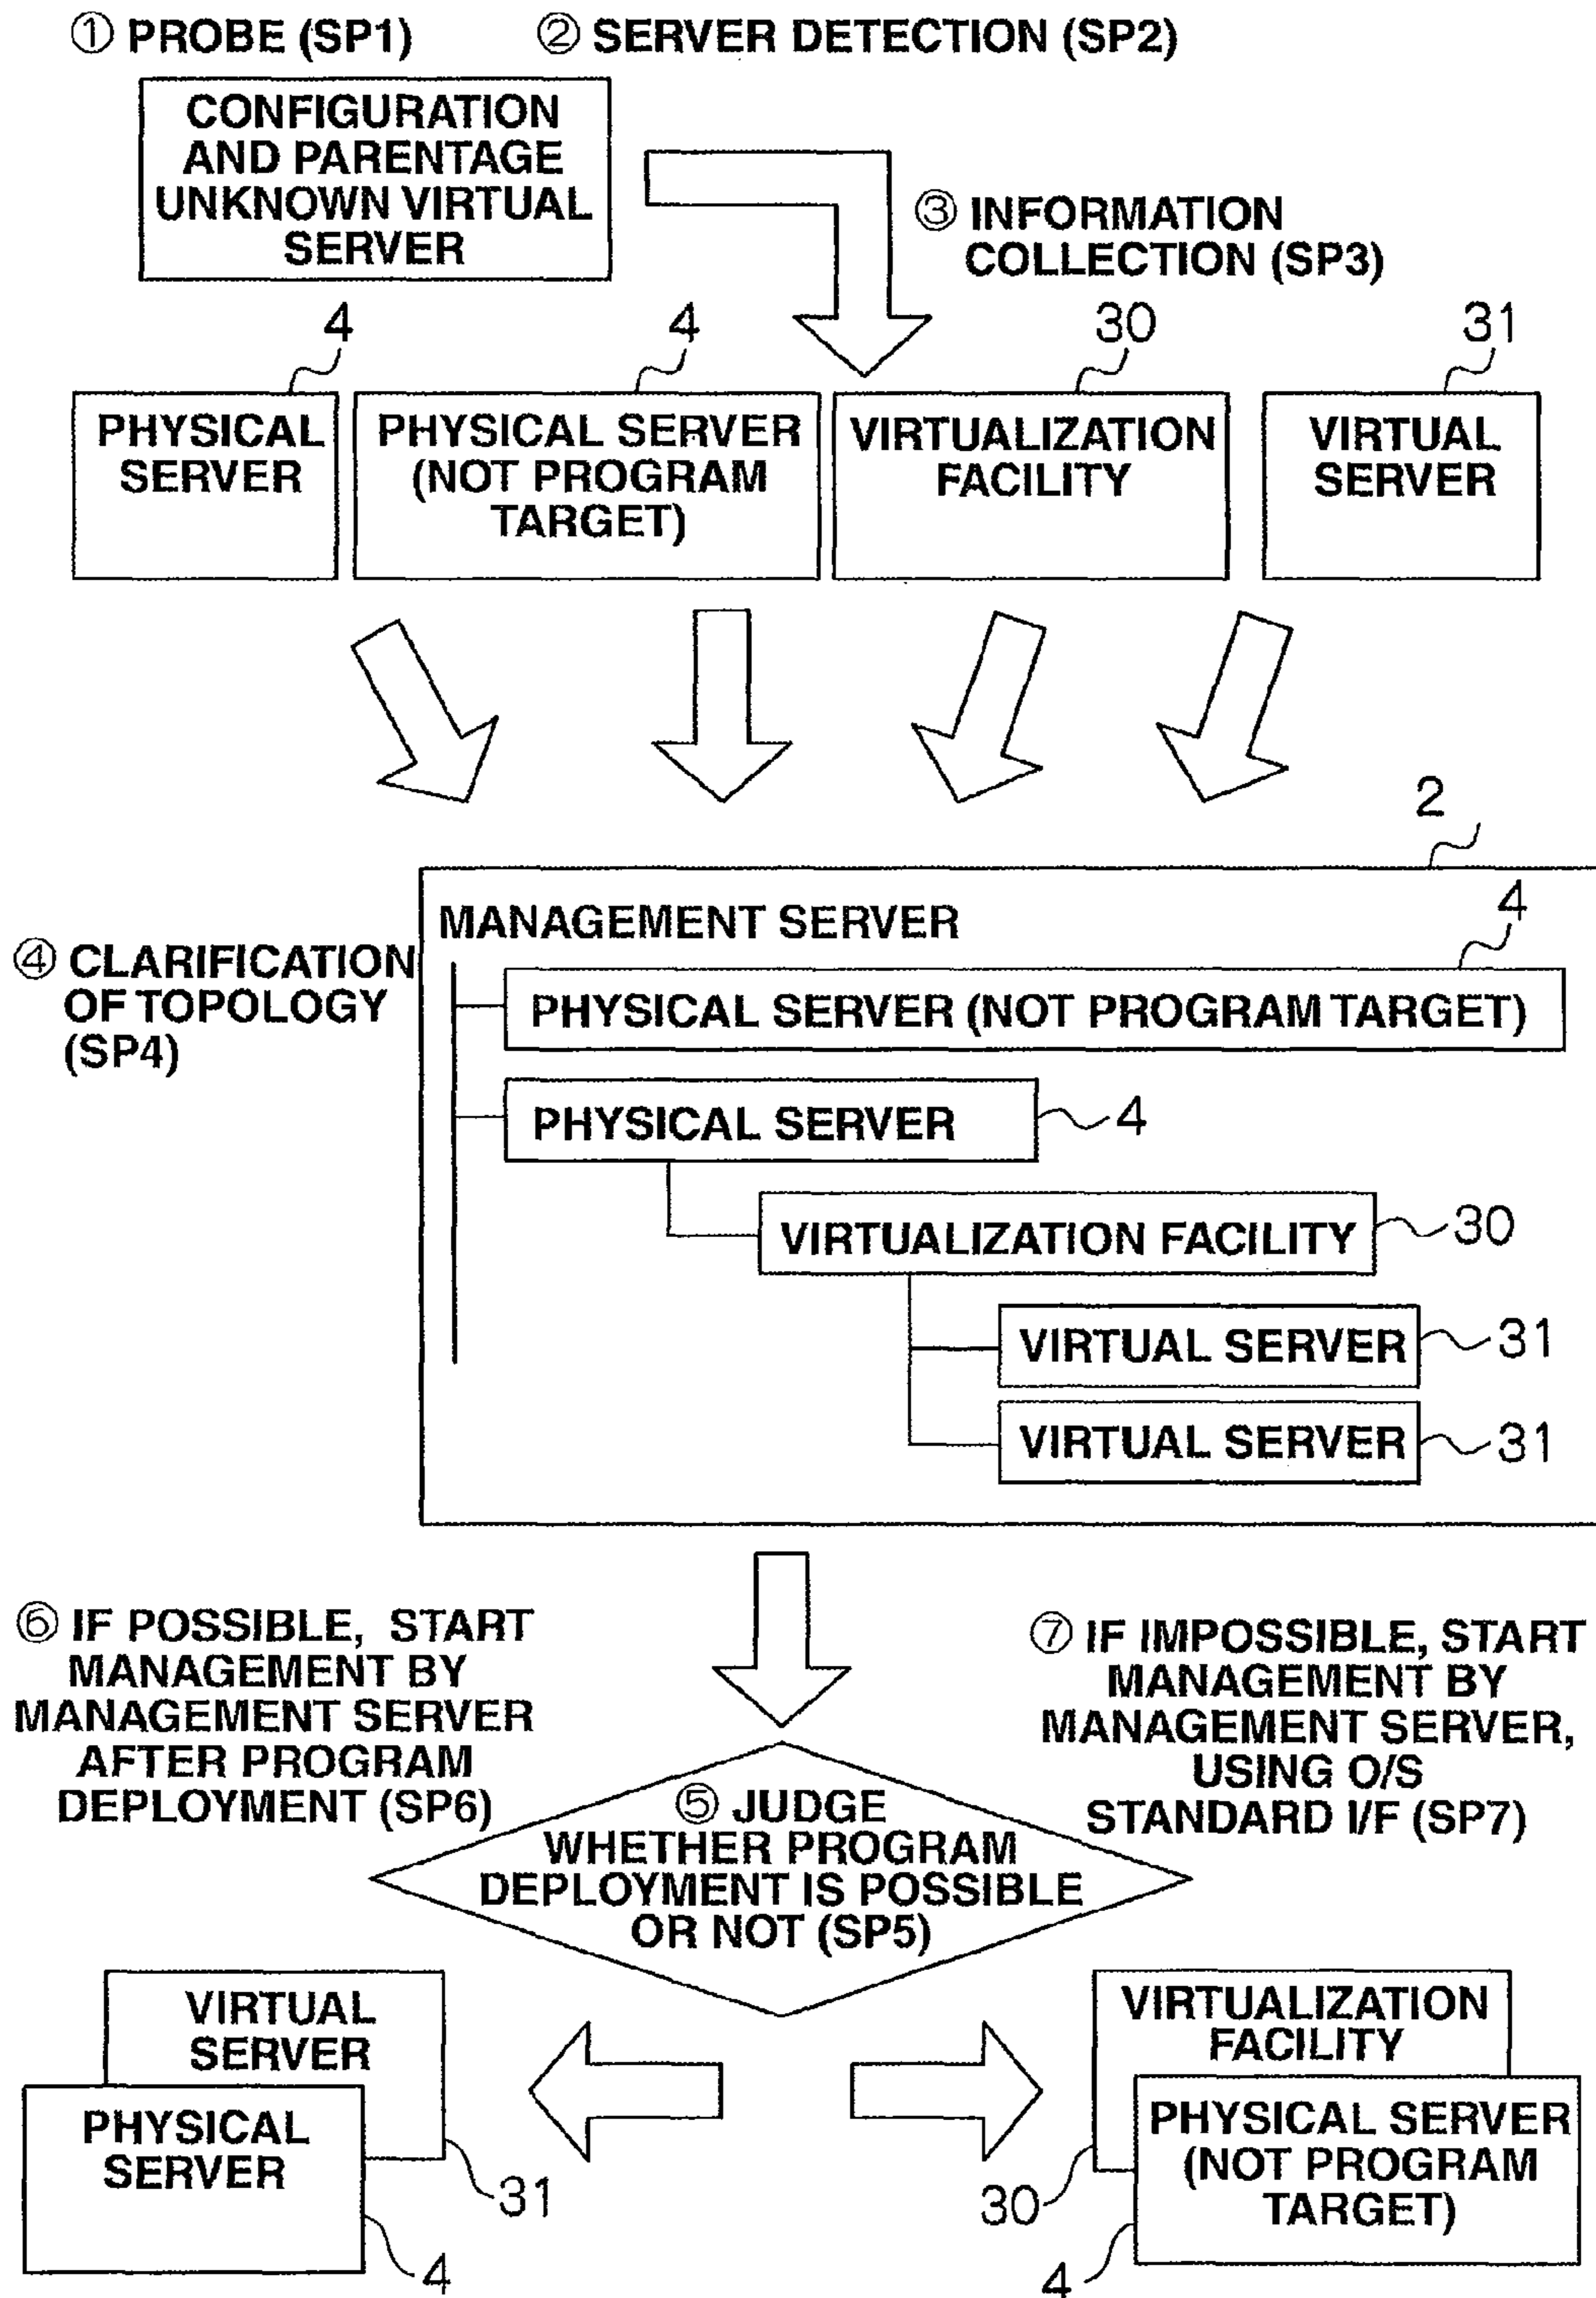 ① PROBE (SP1)
② SERVER DETECTION (SP2)
CONFIGURATION
AND PARENTAGE
UNKNOWN VIRTUAL
SERVER
③ INFORMATION
COLLECTION (SP3)
4
4
30
31
PHYSICAL
SERVER
PHYSICAL SERVER
(NOT PROGRAM
TARGET)
VIRTUALIZATION
FACILITY
VIRTUAL
SERVER
2
MANAGEMENT SERVER
4
④ CLARIFICATION
OF TOPOLOGY
(SP4)
PHYSICAL SERVER (NOT PROGRAM TARGET)
PHYSICAL SERVER
4
VIRTUALIZATION FACILITY
30
VIRTUAL SERVER
31
VIRTUAL SERVER
31
⑥ IF POSSIBLE, START
MANAGEMENT BY
MANAGEMENT SERVER
AFTER PROGRAM
DEPLOYMENT (SP6)
⑦ IF IMPOSSIBLE, START
MANAGEMENT BY
MANAGEMENT SERVER,
USING O/S
STANDARD I/F (SP7)
⑤ JUDGE
WHETHER PROGRAM
DEPLOYMENT IS POSSIBLE
OR NOT (SP5)
VIRTUAL
SERVER
PHYSICAL
SERVER
31
4
VIRTUALIZATION
FACILITY
PHYSICAL SERVER
(NOT PROGRAM
TARGET)
30
4